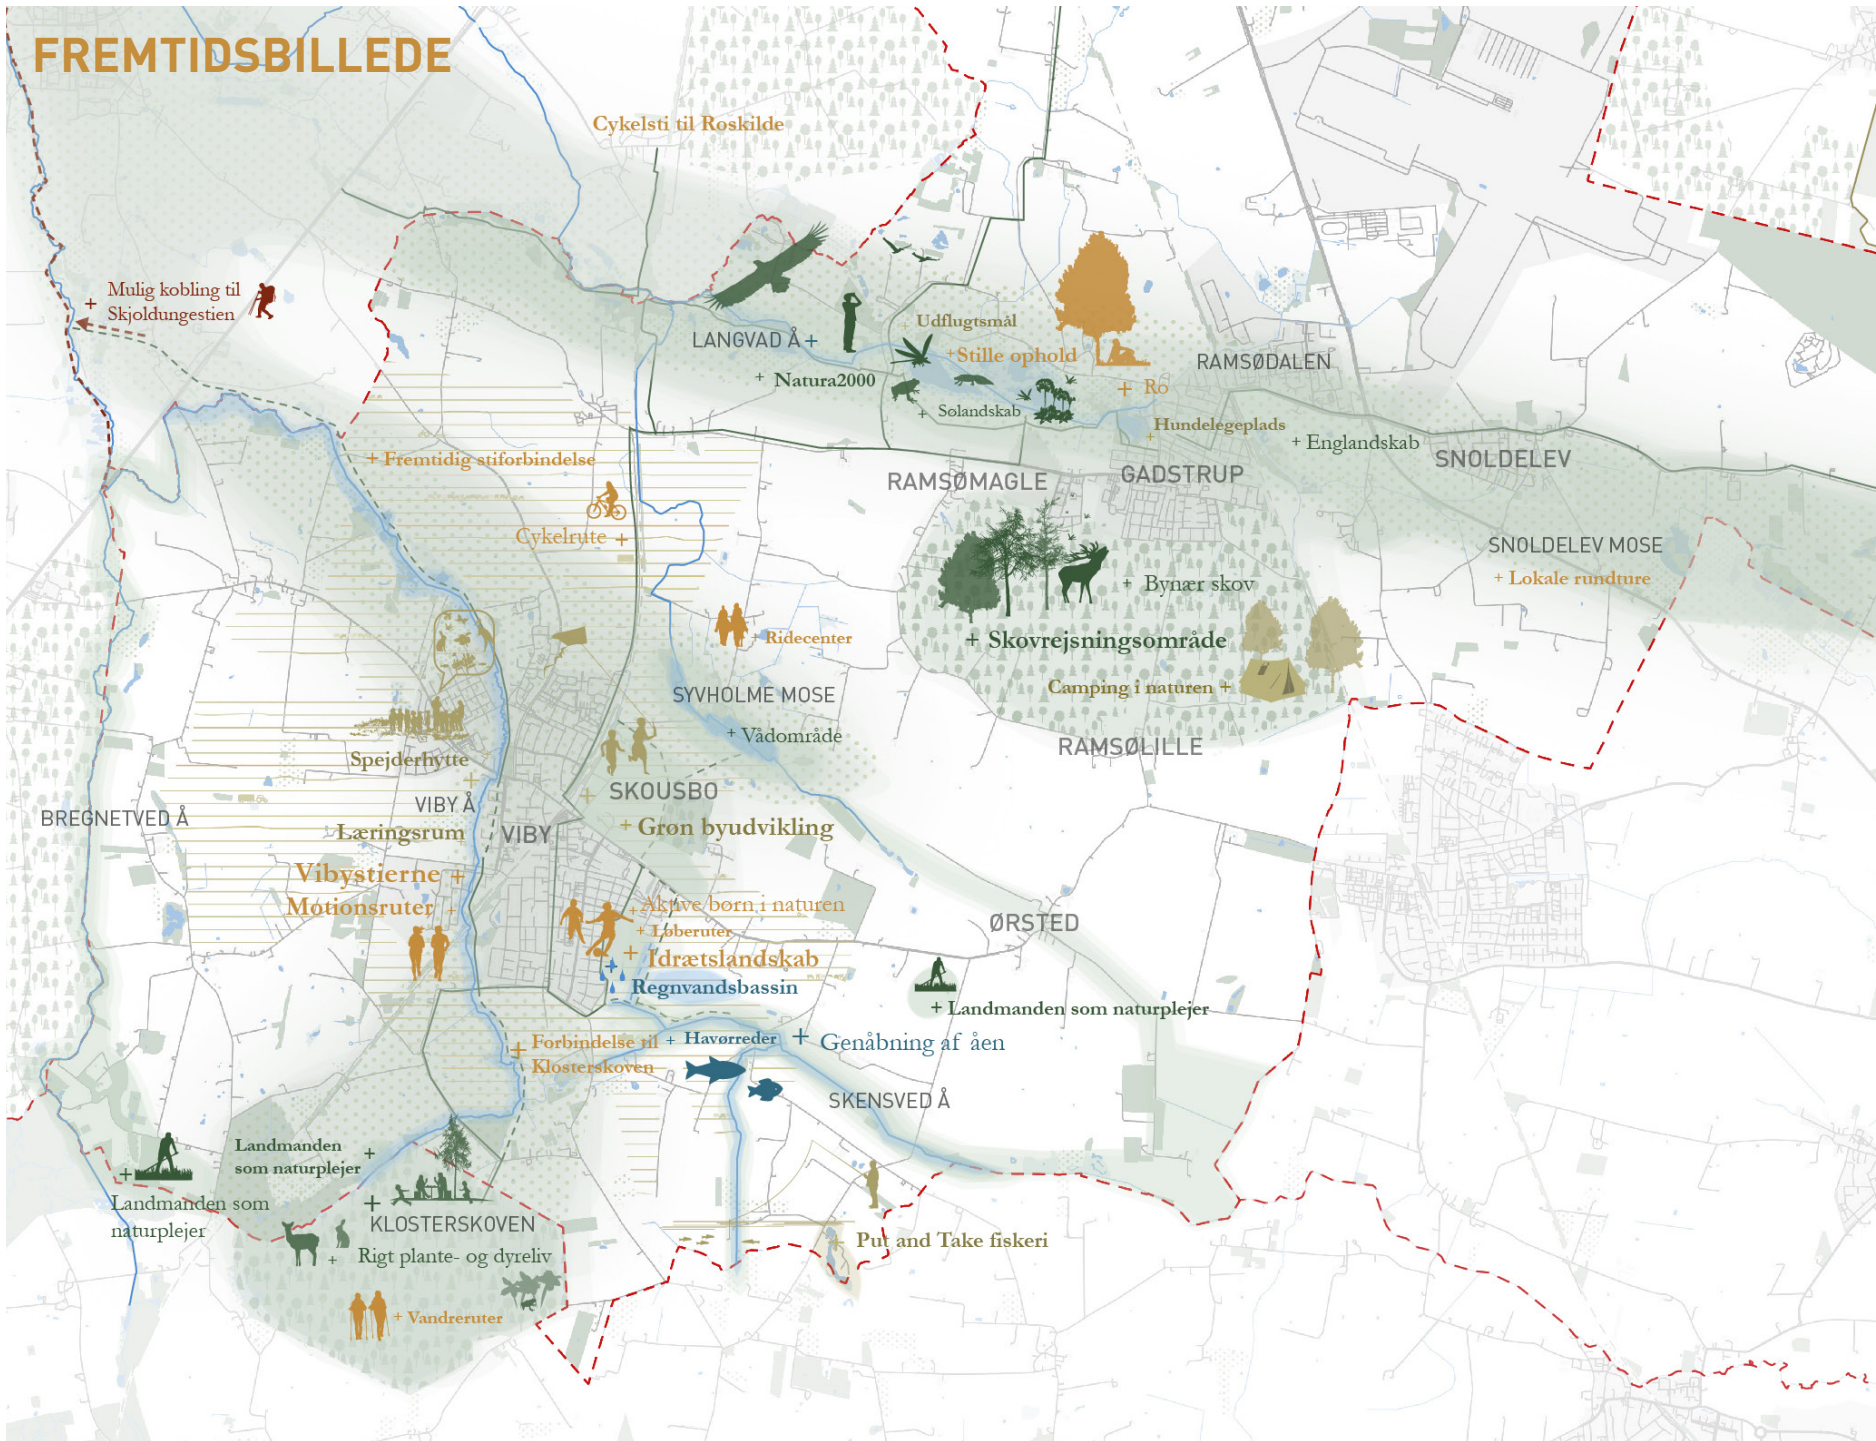 FREMTIDSBILLEDE
Cykelsti til Roskilde
+ Mulig kobling til
Skjoldungestien
LANGVAD Å +
+ Natura2000
+ Udflugtsmål
+ Stille ophold
+ Sølandskab
+ Ro
RAMSØDALEN
Hundelegeplads
+
+ Englandskab
SNOLDELEV
+ Fremtidig stiforbindelse
RAMSØMAGLE
GADSTRUP
Cykelrute +
SNOLDELEV MOSE
+ Lokale rundture
+ Bynær skov
+ Skovrejsningsområde
+ Ridecenter
Camping i naturen +
SYVHOLME MOSE
+ Vådområde
RAMSØLILLE
Spejderhytte
+
VIBY Å
BREGNETVED Å
SKOUSBO
+
Læringsrum
+
VIBY
+ Grøn byudvikling
Vibystierne +
Motionsruter +
+ Aktive børn i naturen
+ Løberuter
+ Idrætslandskab
+
Regnvandsbassin
ØRSTED
+ Landmanden som naturplejer
+ Forbindelse til
Klosterskoven
+ Havørreder
+ Genåbning af åen
SKENSVED Å
Landmanden
som naturplejer +
+
Landmanden som
naturplejer
+
KLOSTERSKOVEN
+ Rigt plante- og dyreliv
+ Put and Take fiskeri
+ Vandreruter